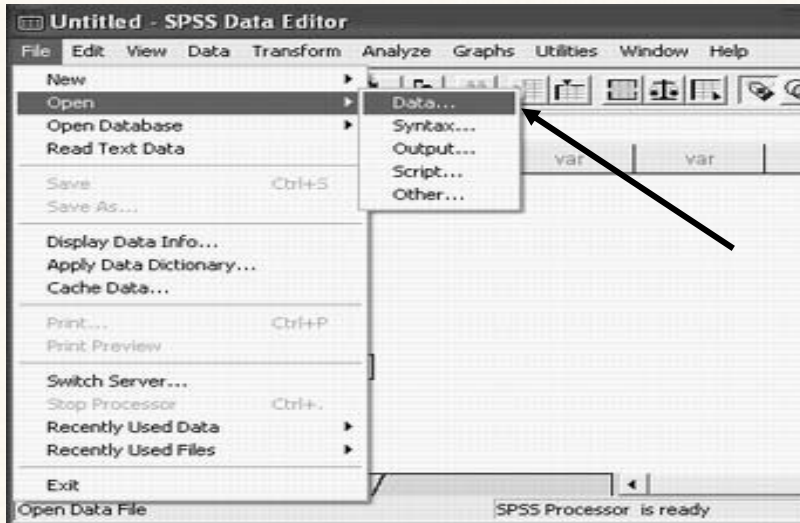 Untitled - SPSS Data Editor
File Edit View Data Transform Analyze Graphs Utilities Window Help
New
Open
Open Database
Read Text Data
Save Ctrl+S
Save As...
Display Data Info...
Apply Data Dictionary...
Cache Data...
Print... Ctrl+P
Print Preview
Switch Server...
Stop Processor Ctrl+.
Recently Used Data
Recently Used Files
Exit
Data...
Syntax...
Output...
Script...
Other...
var var
Open Data File SPSS Processor is ready